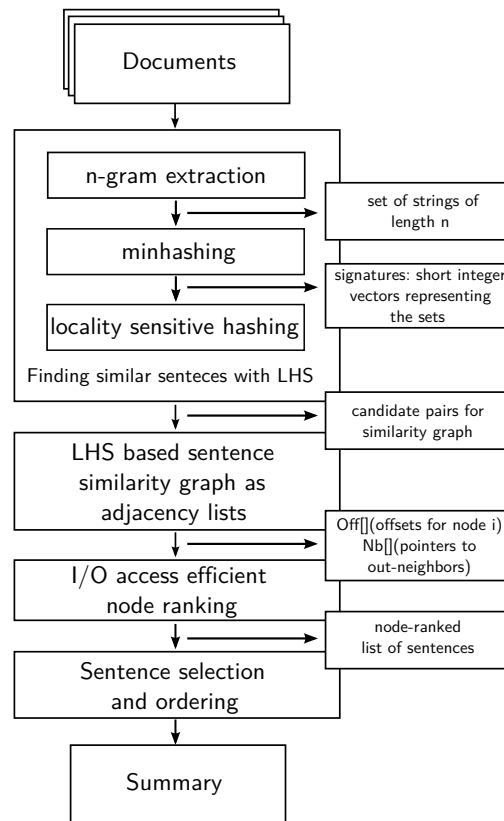 Documents
n-gram extraction
set of strings of
length n
minhashing
signatures: short integer
vectors representing
the sets
locality sensitive hashing
Finding similar senteces with LHS
candidate pairs for
similarity graph
LHS based sentence
similarity graph as
adjacency lists
Off[](offsets for node i)
Nb[](pointers to
out-neighbors)
I/O access efficient
node ranking
node-ranked
list of sentences
Sentence selection
and ordering
Summary